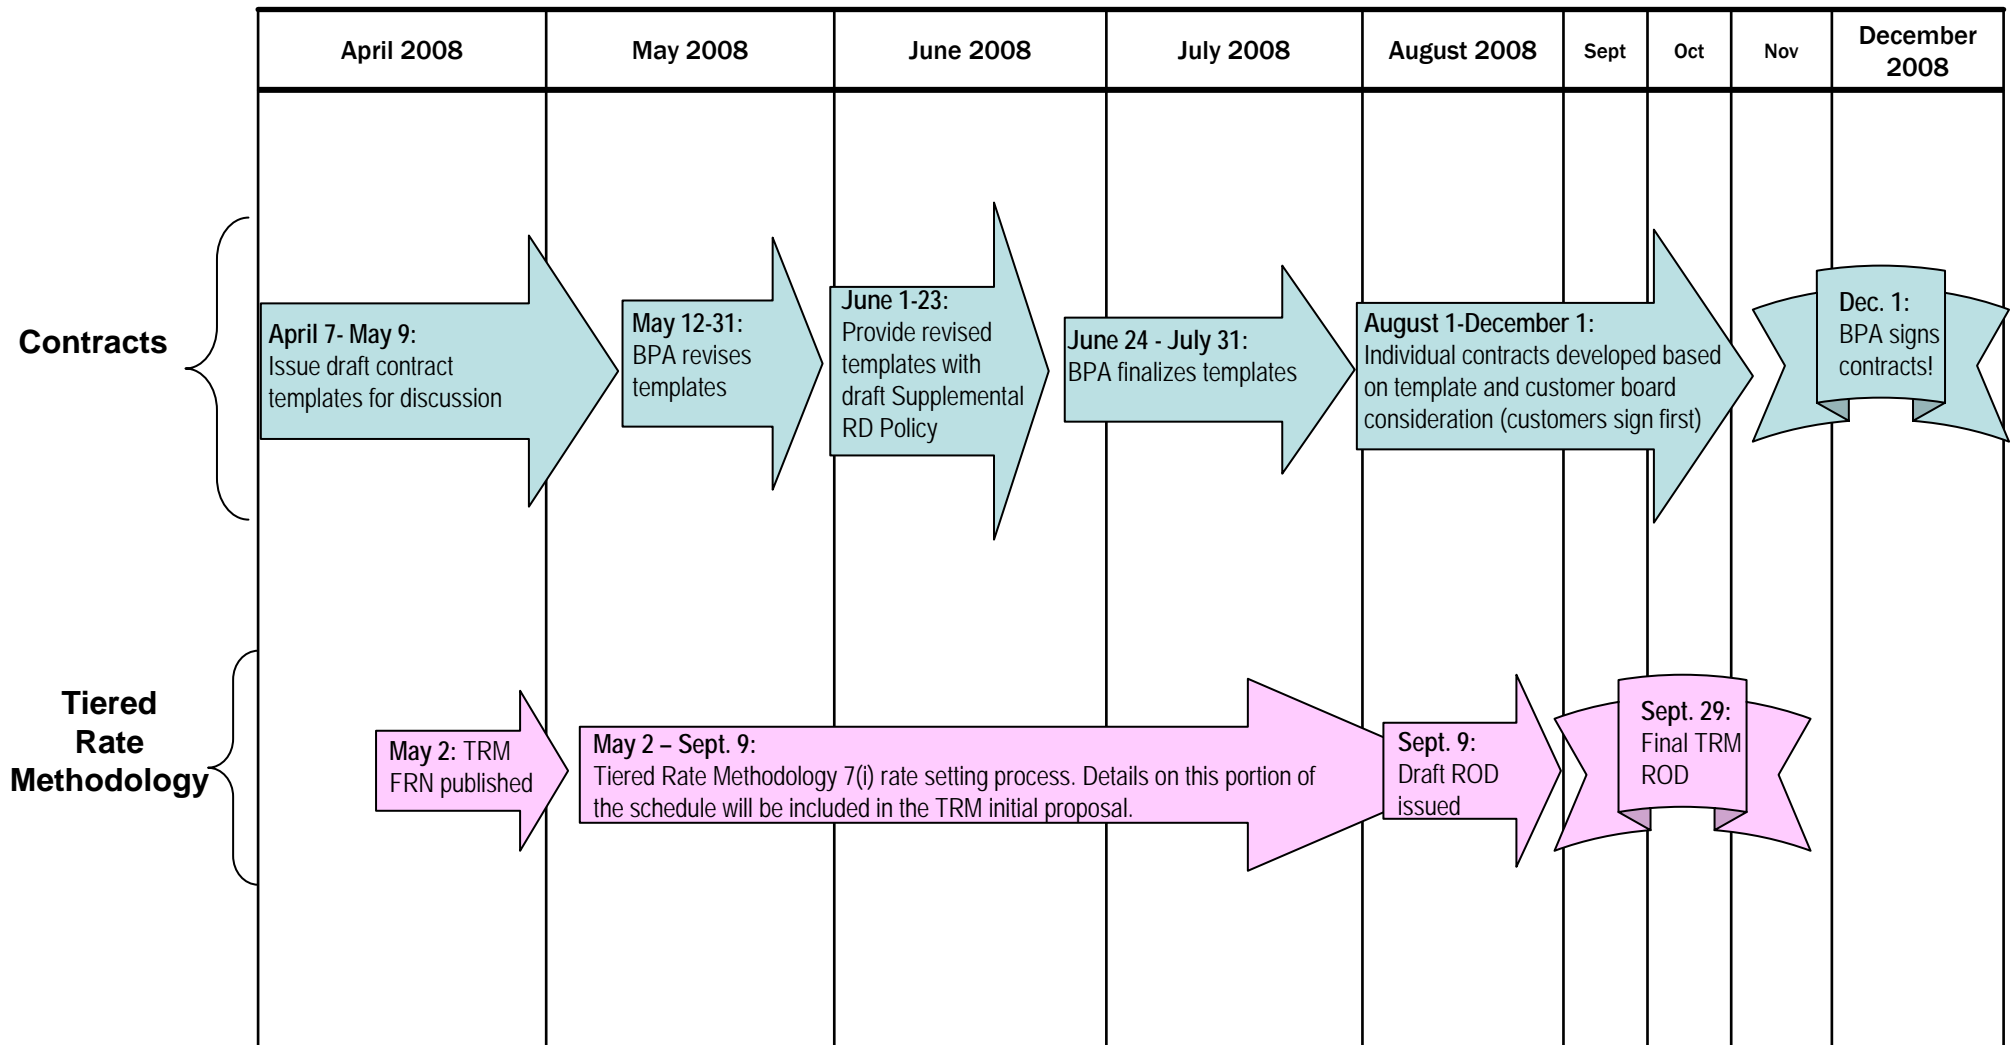 April 2008
May 2008
June 2008
July 2008
August 2008
Sept
Oct
Nov
December
2008
Contracts
April 7- May 9:
Issue draft contract
templates for discussion
May 12-31:
BPA revises
templates
June 1-23:
Provide revised
templates with
draft Supplemental
RD Policy
June 24 - July 31:
BPA finalizes templates
August 1-December 1:
Individual contracts developed based
on template and customer board
consideration (customers sign first)
Dec. 1:
BPA signs
contracts!
Tiered
Rate
Methodology
May 2: TRM
FRN published
May 2 – Sept. 9:
Tiered Rate Methodology 7(i) rate setting process. Details on this portion of
the schedule will be included in the TRM initial proposal.
Sept. 9:
Draft ROD
issued
Sept. 29:
Final TRM
ROD